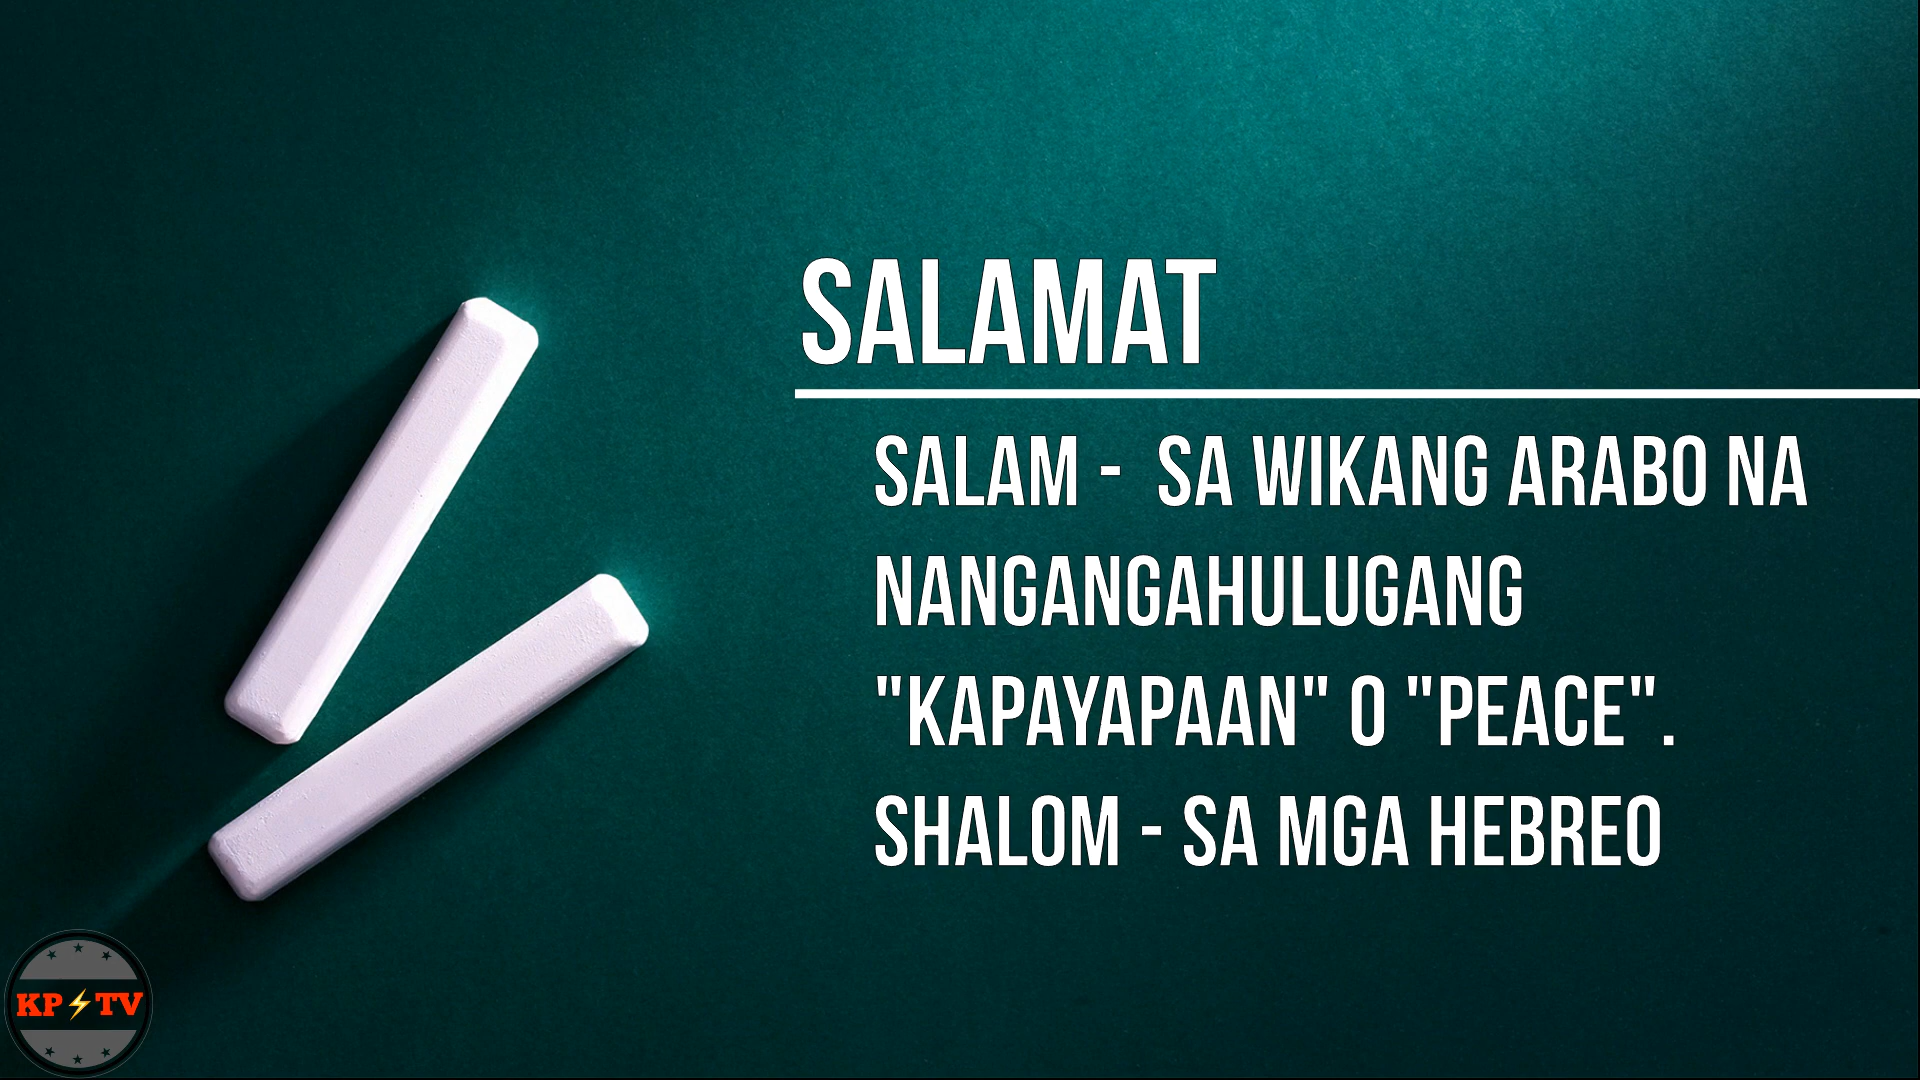 SALAMAT
SALAM - SA WIKANG ARABO NA
NANGANGAHULUGANG
"KAPAYAPAAN" O "PEACE".
SHALOM - SA MGA HEBREO
KP⚡TV